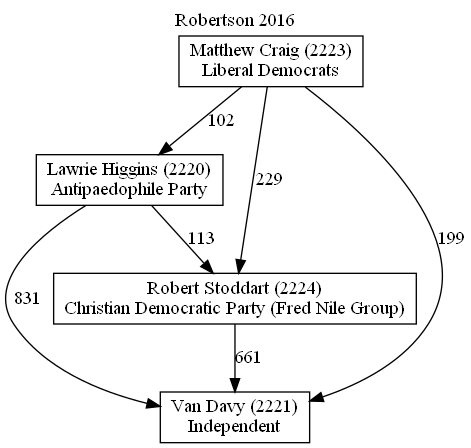 Robertson 2016
Matthew Craig (2223)
Liberal Democrats
102
Lawrie Higgins (2220)
Antipaedophile Party
229
113
199
Robert Stoddart (2224)
Christian Democratic Party (Fred Nile Group)
831
661
Van Davy (2221)
Independent